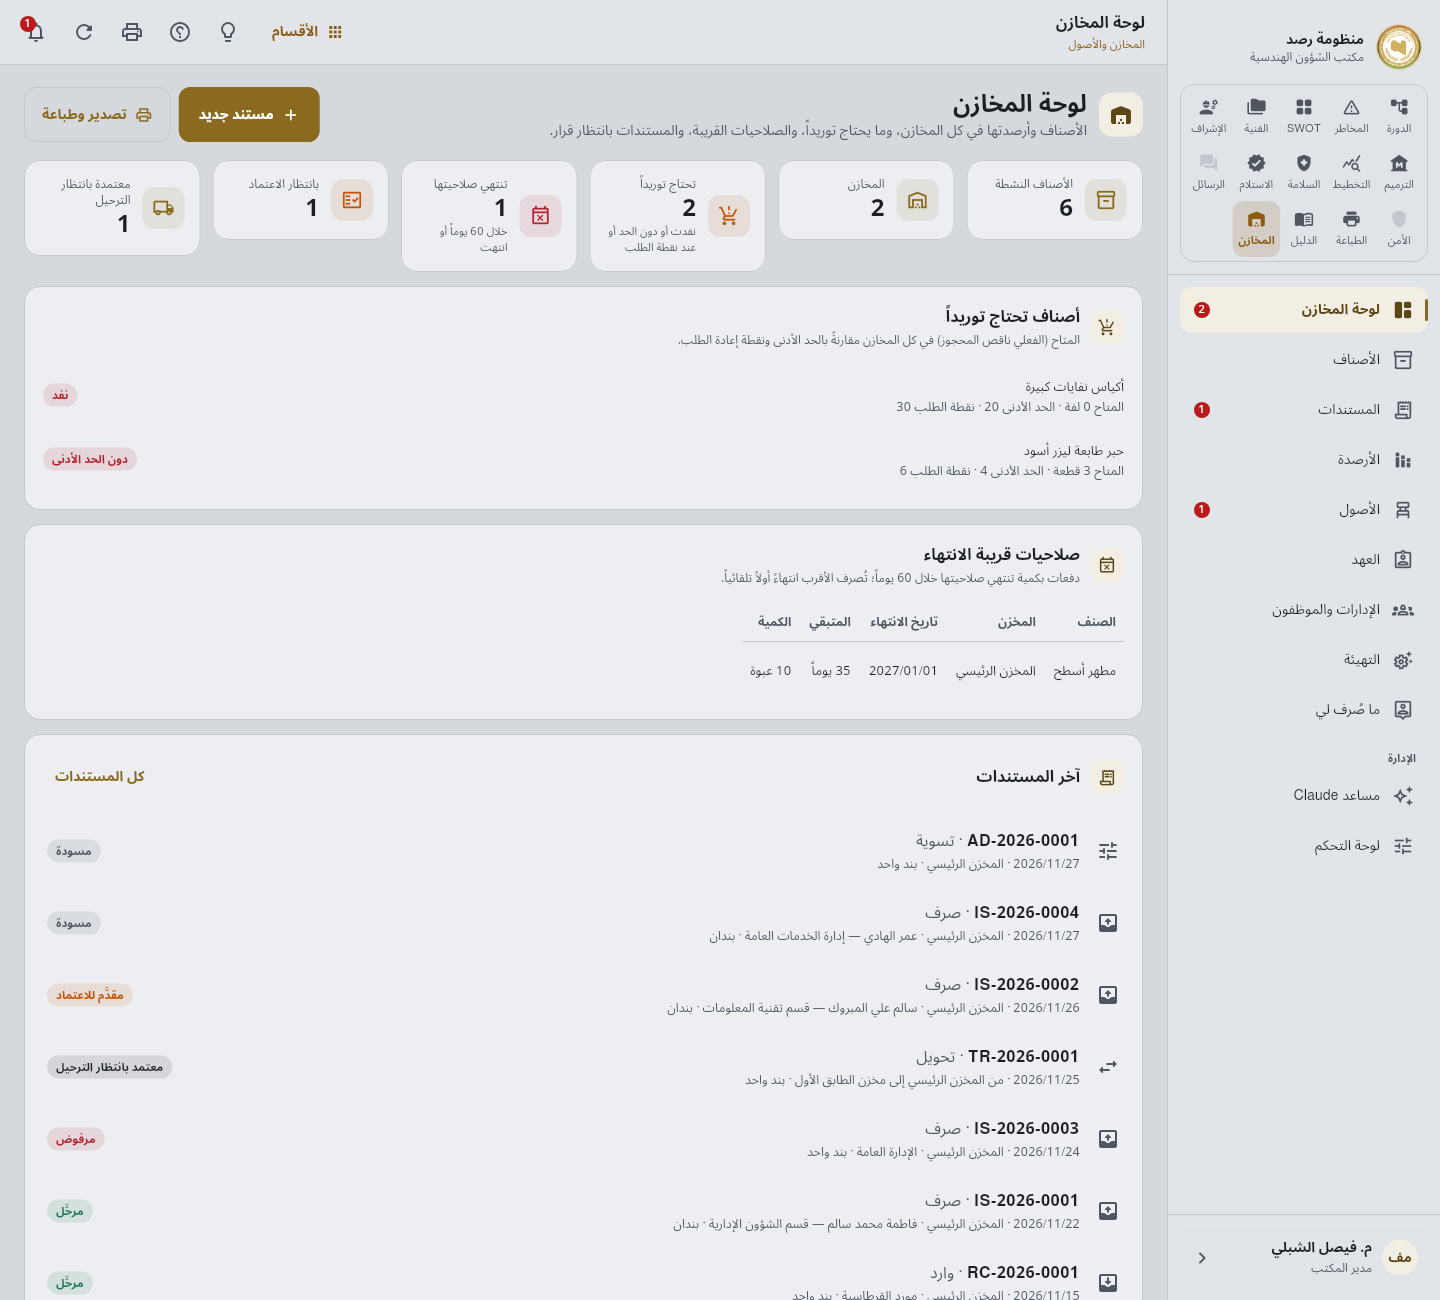 منظومة رصد
مكتب الشؤون الهندسية
الدورة
المخاطر
SWOT
الفنية
الإشراف
الترميم
التخطيط
السلامة
الاستلام
الرسائل
الأمن
الطباعة
الدليل
المخازن
لوحة المخازن
2
الأصناف
المستندات
1
الأرصدة
الأصول
1
العهد
الإدارات والموظفون
التهيئة
ما صُرف لي
الإدارة
مساعد Claude
لوحة التحكم
م. فيصل الشبلي
مدير المكتب
مف
لوحة المخازن
المخازن والأصول
الأقسام
1
لوحة المخازن
الأصناف وأرصدتها في كل المخازن، وما يحتاج توريداً، والصلاحيات القريبة، والمستندات بانتظار قرار.
مستند جديد
تصدير وطباعة
الأصناف النشطة
6
المخازن
2
تحتاج توريداً
2
نفدت أو دون الحد أو
عند نقطة الطلب
تنتهي صلاحيتها
1
خلال 60 يوماً أو
انتهت
بانتظار الاعتماد
1
معتمدة بانتظار
الترحيل
1
أصناف تحتاج توريداً
المتاح (الفعلي ناقص المحجوز) في كل المخازن مقارنةً بالحد الأدنى ونقطة إعادة الطلب.
أكياس نفايات كبيرة
المتاح 0 لفة · الحد الأدنى 20 · نقطة الطلب 30
نفد
حبر طابعة ليزر أسود
المتاح 3 قطعة · الحد الأدنى 4 · نقطة الطلب 6
دون الحد الأدنى
صلاحيات قريبة الانتهاء
دفعات بكمية تنتهي صلاحيتها خلال 60 يوماً؛ تُصرف الأقرب انتهاءً أولاً تلقائياً.
الصنف المخزن تاريخ الانتهاء المتبقي الكمية
مطهر أسطح المخزن الرئيسي 2027/01/01 35 يوماً 10 عبوة
آخر المستندات
كل المستندات
AD-2026-0001 · تسوية
2026/11/27 · المخزن الرئيسي · بند واحد
مسودة
IS-2026-0004 · صرف
2026/11/27 · المخزن الرئيسي · عمر الهادي — إدارة الخدمات العامة · بندان
مسودة
IS-2026-0002 · صرف
2026/11/26 · المخزن الرئيسي · سالم علي المبروك — قسم تقنية المعلومات · بندان
مقدَّم للاعتماد
TR-2026-0001 · تحويل
2026/11/25 · من المخزن الرئيسي إلى مخزن الطابق الأول · بند واحد
معتمد بانتظار الترحيل
IS-2026-0003 · صرف
2026/11/24 · المخزن الرئيسي · الإدارة العامة · بند واحد
مرفوض
IS-2026-0001 · صرف
2026/11/22 · المخزن الرئيسي · فاطمة محمد سالم — قسم الشؤون الإدارية · بندان
مرحَّل
RC-2026-0001 · وارد
2026/11/15 · المخزن الرئيسي · مورد القرطاسية · بند واحد
مرحَّل